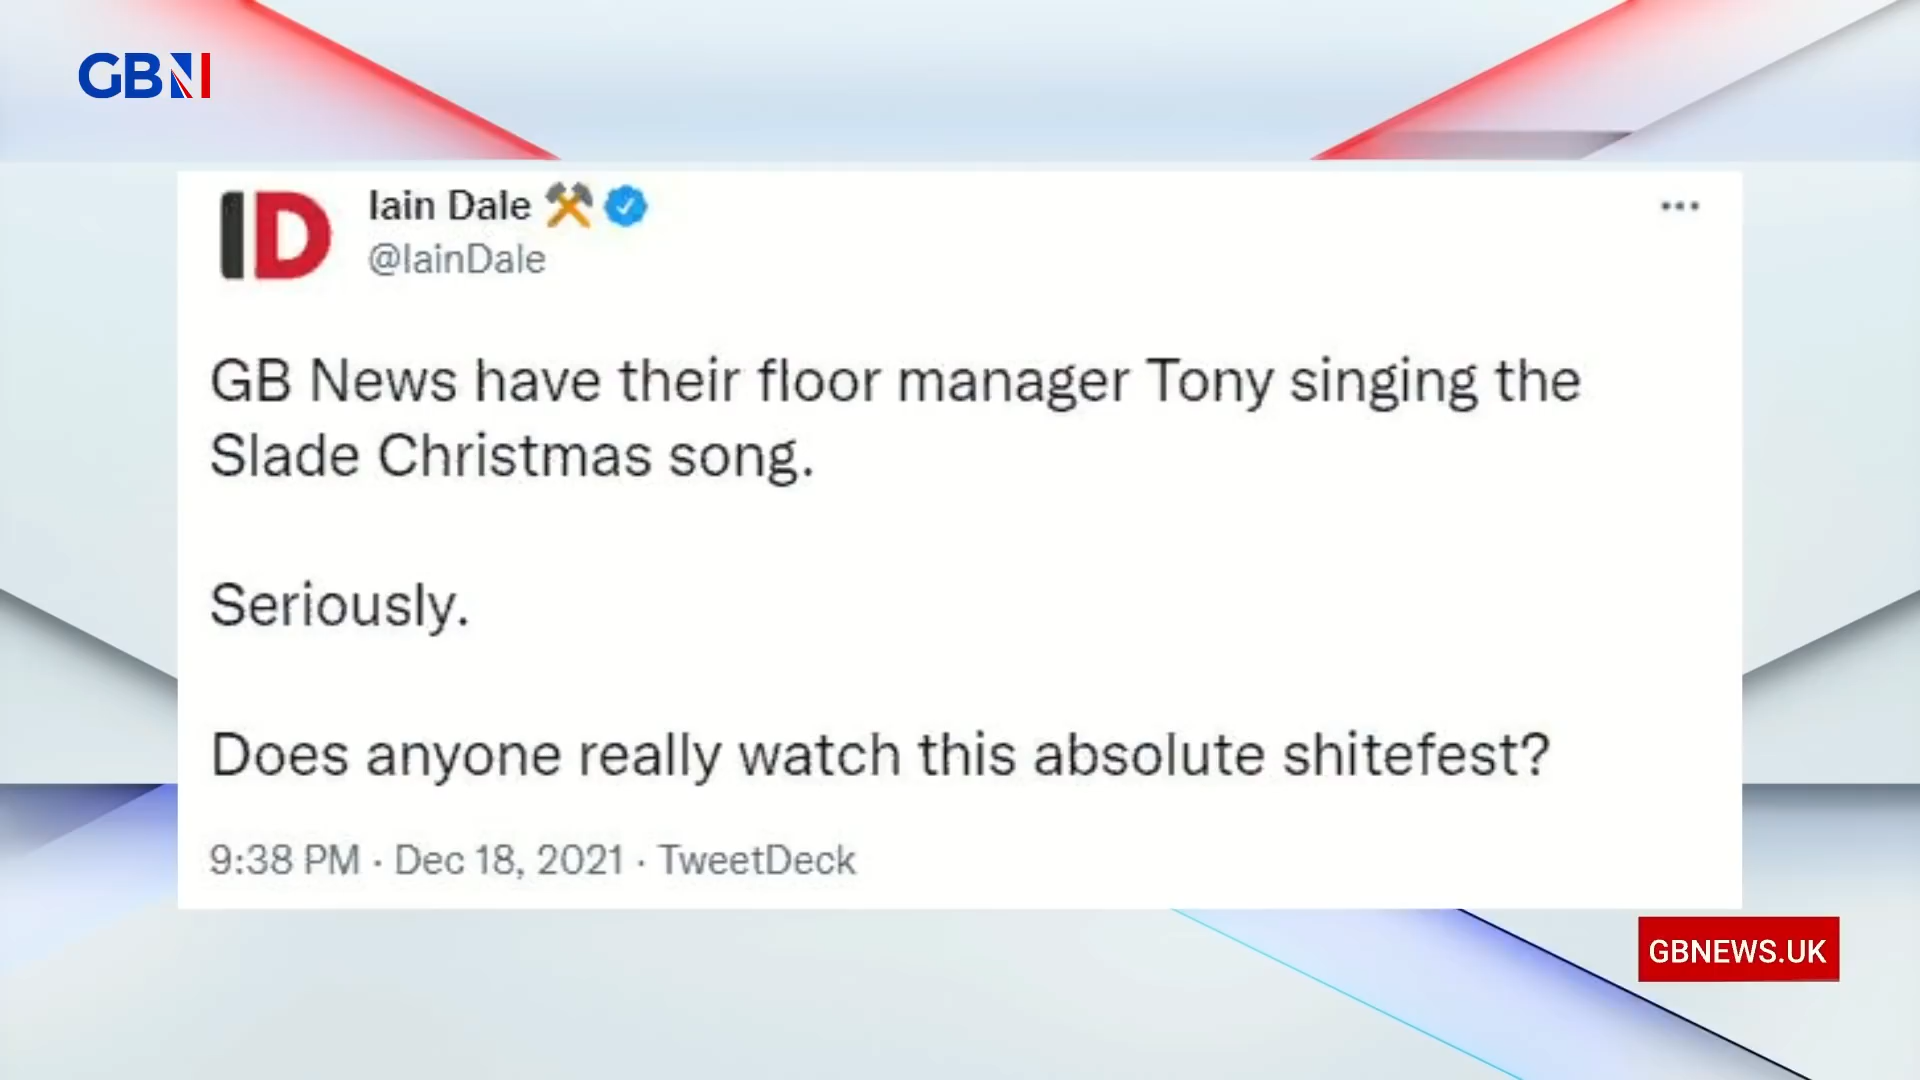 GBN
ID
Iain Dale ⚒️
@IainDale
GB News have their floor manager Tony singing the
Slade Christmas song.
Seriously.
Does anyone really watch this absolute shitefest?
9:38 PM · Dec 18, 2021 · TweetDeck
GBNEWS.UK